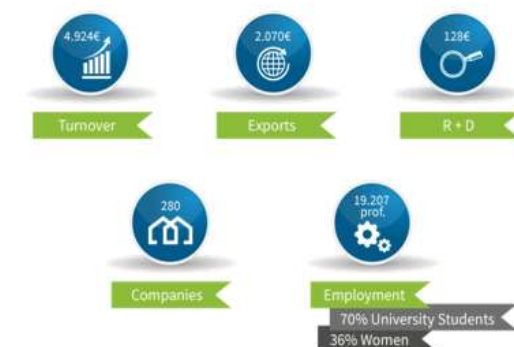 4.924€
2.070€
128€
Turnover
Exports
R + D
280
19.207
prof.
Companies
Employment
70% University Students
36% Women